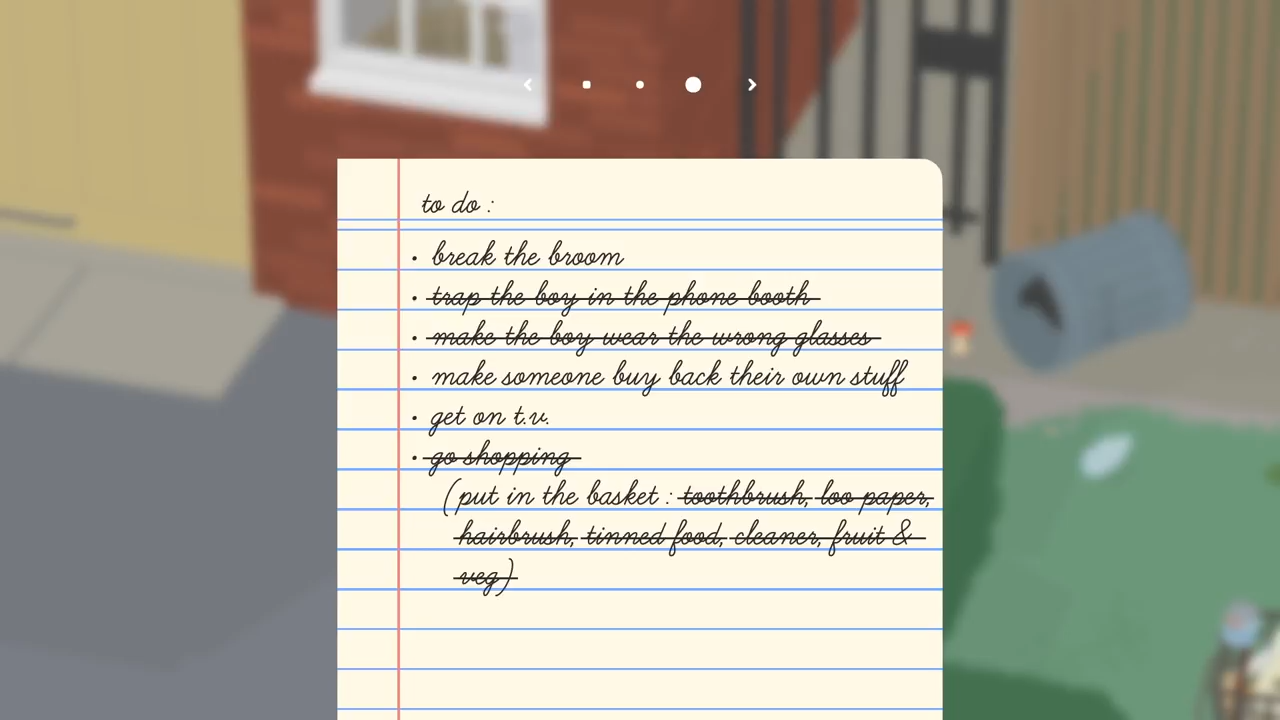 to do :
• break the broom
• trap the boy in the phone booth
• make the boy wear the wrong glasses
• make someone buy back their own stuff
• get on t.v.
• go shopping
(put in the basket : toothbrush, loo paper,
hairbrush, tinned food, cleaner, fruit &
veg)